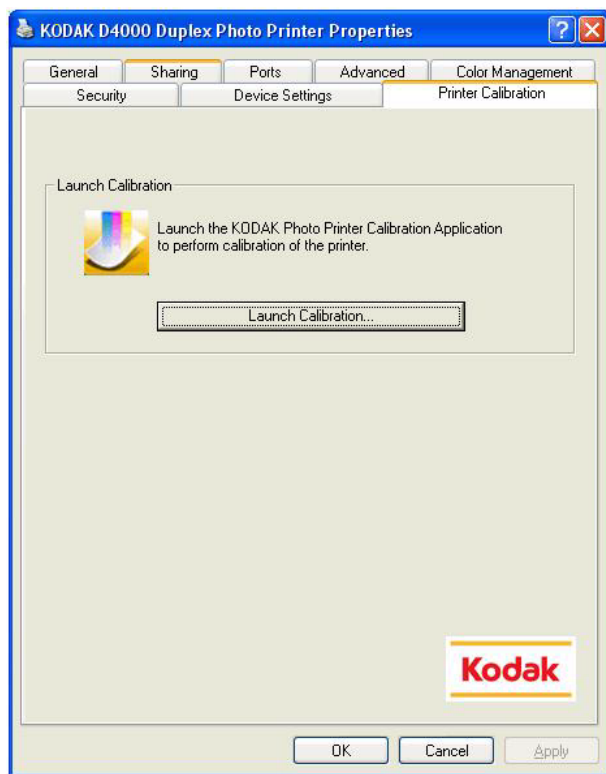 KODAK D4000 Duplex Photo Printer Properties
General Sharing Ports Advanced Color Management
Security Device Settings Printer Calibration
Launch Calibration
Launch the KODAK Photo Printer Calibration Application
to perform calibration of the printer.
Launch Calibration...
Kodak
OK Cancel Apply